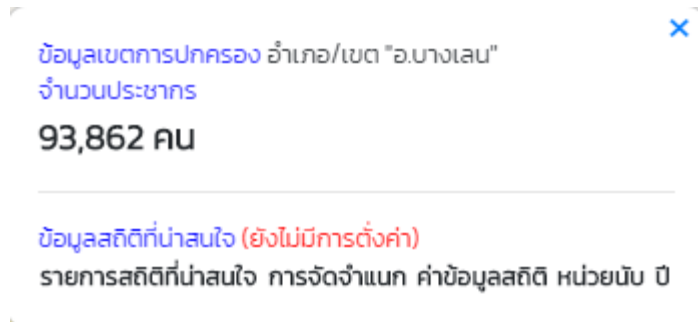 ข้อมูลเขตการปกครอง อำเภอ/เขต "อ.บางเลน"
จำนวนประชากร
93,862 คน
ข้อมูลสถิติที่น่าสนใจ (ยังไม่มีการตั้งค่า)
รายการสถิติที่น่าสนใจ การจัดจำแนก ค่าข้อมูลสถิติ หน่วยนับ ปี